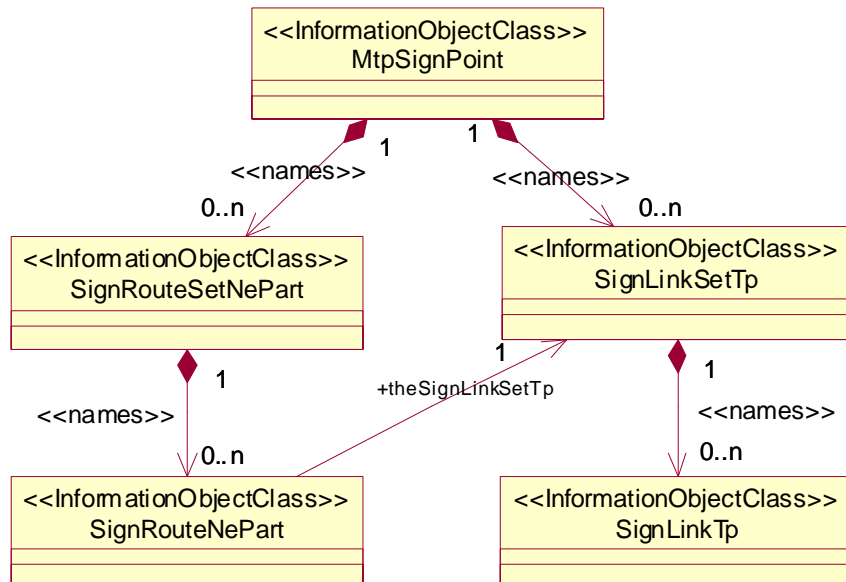 <<InformationObjectClass>>
MtpSignPoint
1
1
<<names>>
<<names>>
0..n
0..n
<<InformationObjectClass>>
SignRouteSetNePart
<<InformationObjectClass>>
SignLinkSetTp
1
1
1
+theSignLinkSetTp
<<names>>
<<names>>
0..n
0..n
<<InformationObjectClass>>
SignRouteNePart
<<InformationObjectClass>>
SignLinkTp